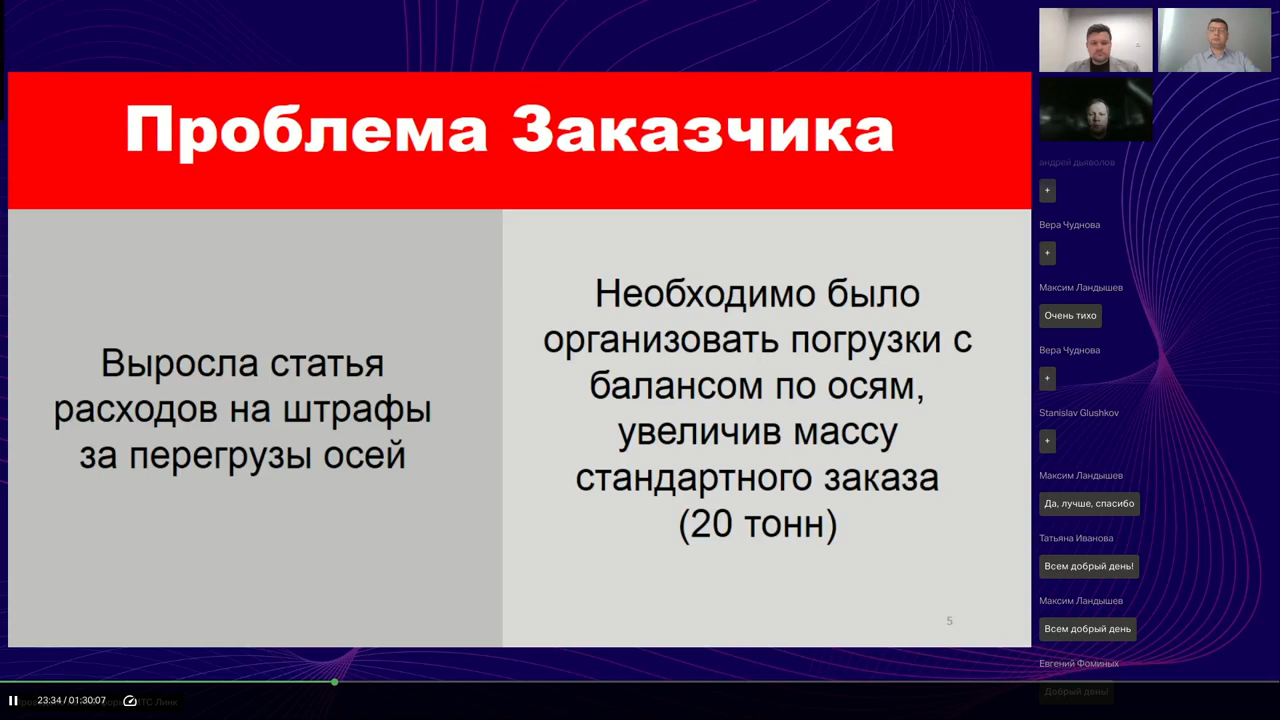 Проблема Заказчика
Выросла статья
расходов на штрафы
за перегрузы осей
Необходимо было
организовать погрузки с
балансом по осям,
увеличив массу
стандартного заказа
(20 тонн)
5
андрей дьяволов
+
Вера Чуднова
+
Максим Ландышев
Очень тихо
Вера Чуднова
+
Stanislav Glushkov
+
Максим Ландышев
Да, лучше, спасибо
Татьяна Иванова
Всем добрый день!
Максим Ландышев
Всем добрый день
Евгений Фоминых
Добрый день!
23:34 / 01:30:07
МТС Линк